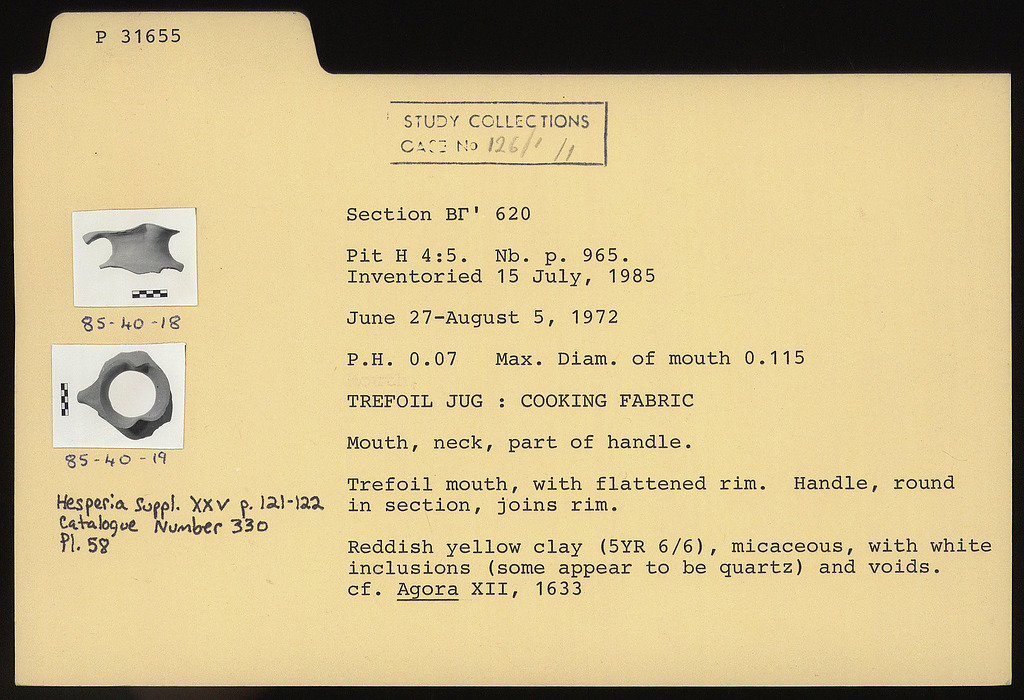 P 31655
STUDY COLLECTIONS
CASE No 126/1 /1
Section ΒΓ' 620
Pit H 4:5. Nb. p. 965.
Inventoried 15 July, 1985
June 27-August 5, 1972
P.H. 0.07 Max. Diam. of mouth 0.115
TREFOIL JUG : COOKING FABRIC
Mouth, neck, part of handle.
Trefoil mouth, with flattened rim. Handle, round
in section, joins rim.
Reddish yellow clay (5YR 6/6), micaceous, with white
inclusions (some appear to be quartz) and voids.
cf. Agora XII, 1633
85-40-18
85-40-19
Hesperia Suppl. XXV p. 121-122
Catalogue Number 330
Pl. 58